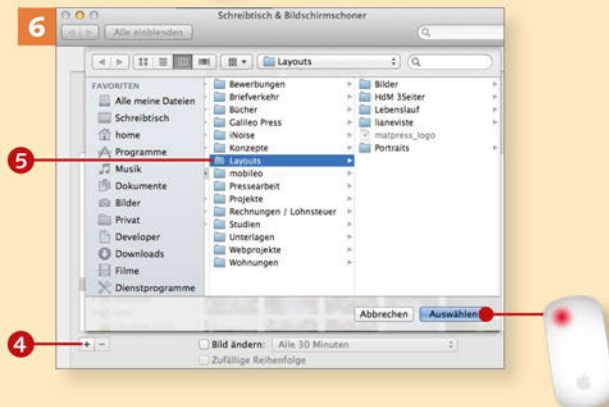 6
Schreibtisch & Bildschirmschoner
Alle einblenden
Layouts
FAVORITEN
Alle meine Dateien
Schreibtisch
home
Programme
Musik
Dokumente
Bilder
Privat
Developer
Downloads
Filme
Dienstprogramme
Bewerbungen
Briefverkehr
Bücher
Galileo Press
iNoise
Konzepte
Layouts
mobileo
Pressearbeit
Projekte
Rechnungen / Lohnsteuer
Studien
Unterlagen
Webprojekte
Wohnungen
Bilder
HdM 3Seiter
Lebenslauf
lianeviste
matpress_logo
Portraits
5
Abbrechen
Auswählen
4
+ −
Bild ändern: Alle 30 Minuten
Zufällige Reihenfolge